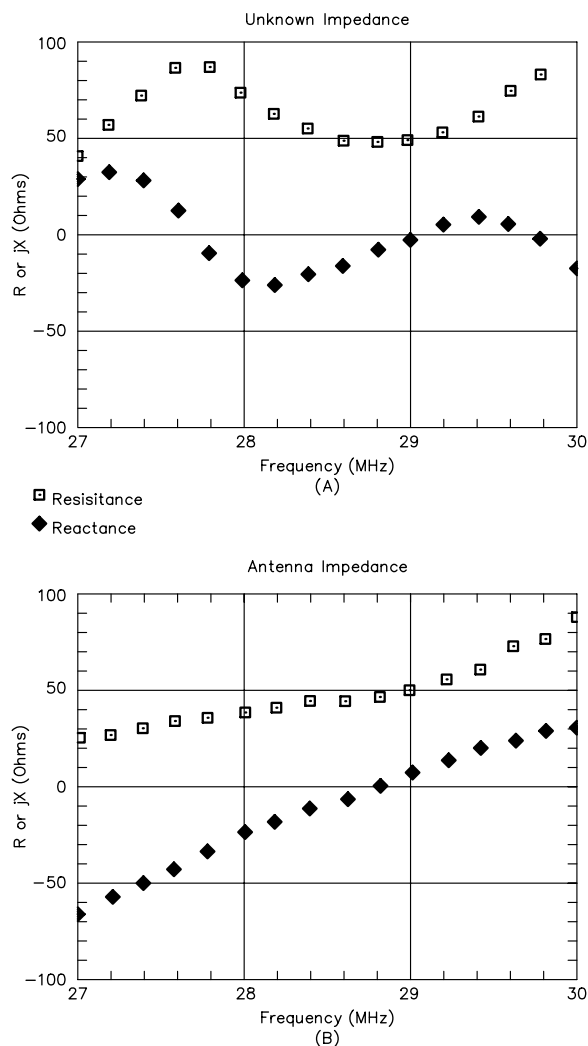 Unknown Impedance
100
50
0
−50
−100
R or jX (Ohms)
27
28
29
30
Frequency (MHz)
(A)
Resisitance
Reactance
Antenna Impedance
100
50
0
−50
−100
R or jX (Ohms)
27
28
29
30
Frequency (MHz)
(B)